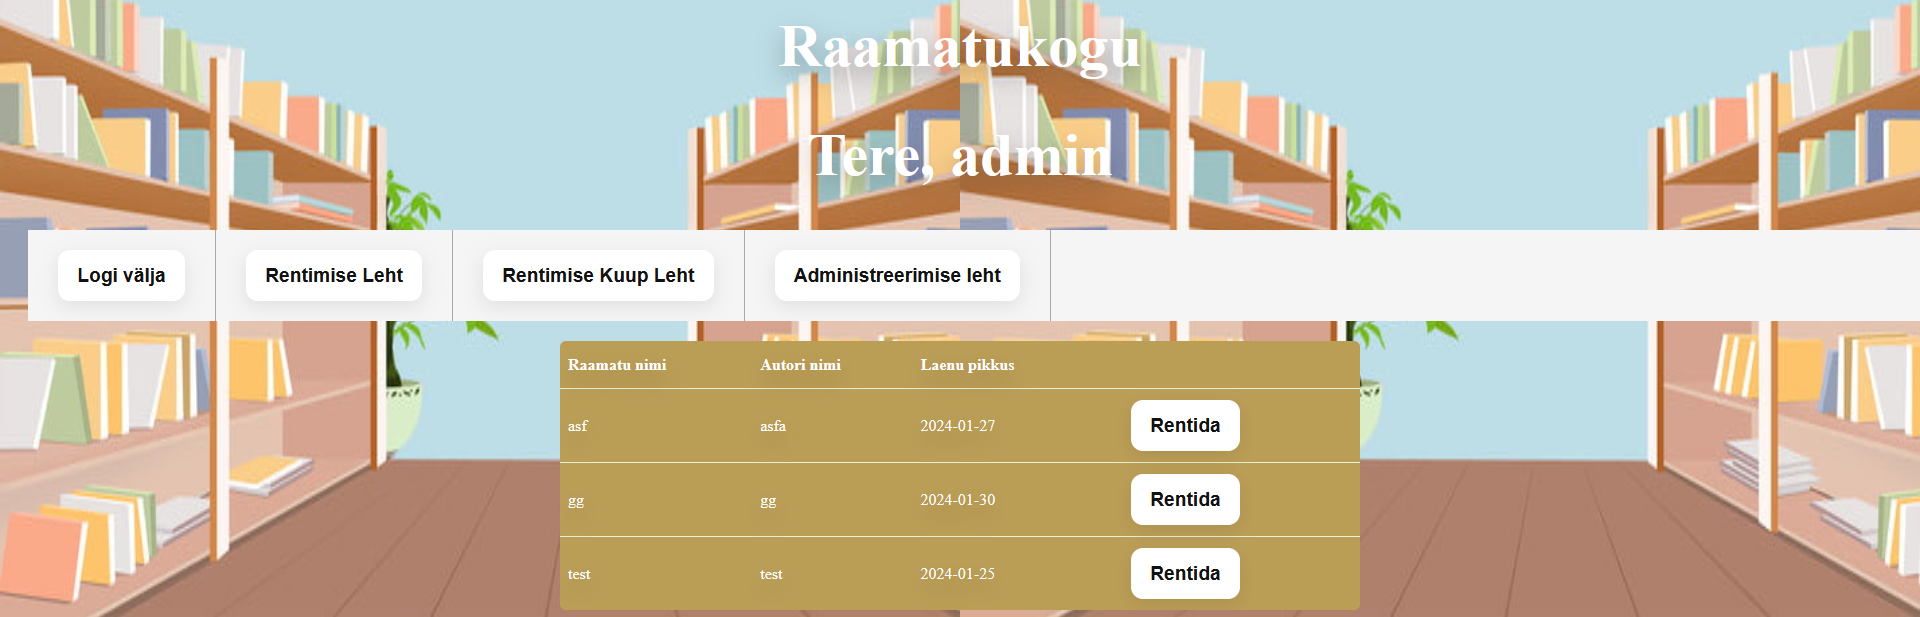 Raamatukogu
Tere, admin
Logi välja Rentimise Leht Rentimise Kuup Leht Administreerimise leht
Raamatu nimi Autori nimi Laenu pikkus
asf asfa 2024-01-27 Rentida
gg gg 2024-01-30 Rentida
test test 2024-01-25 Rentida